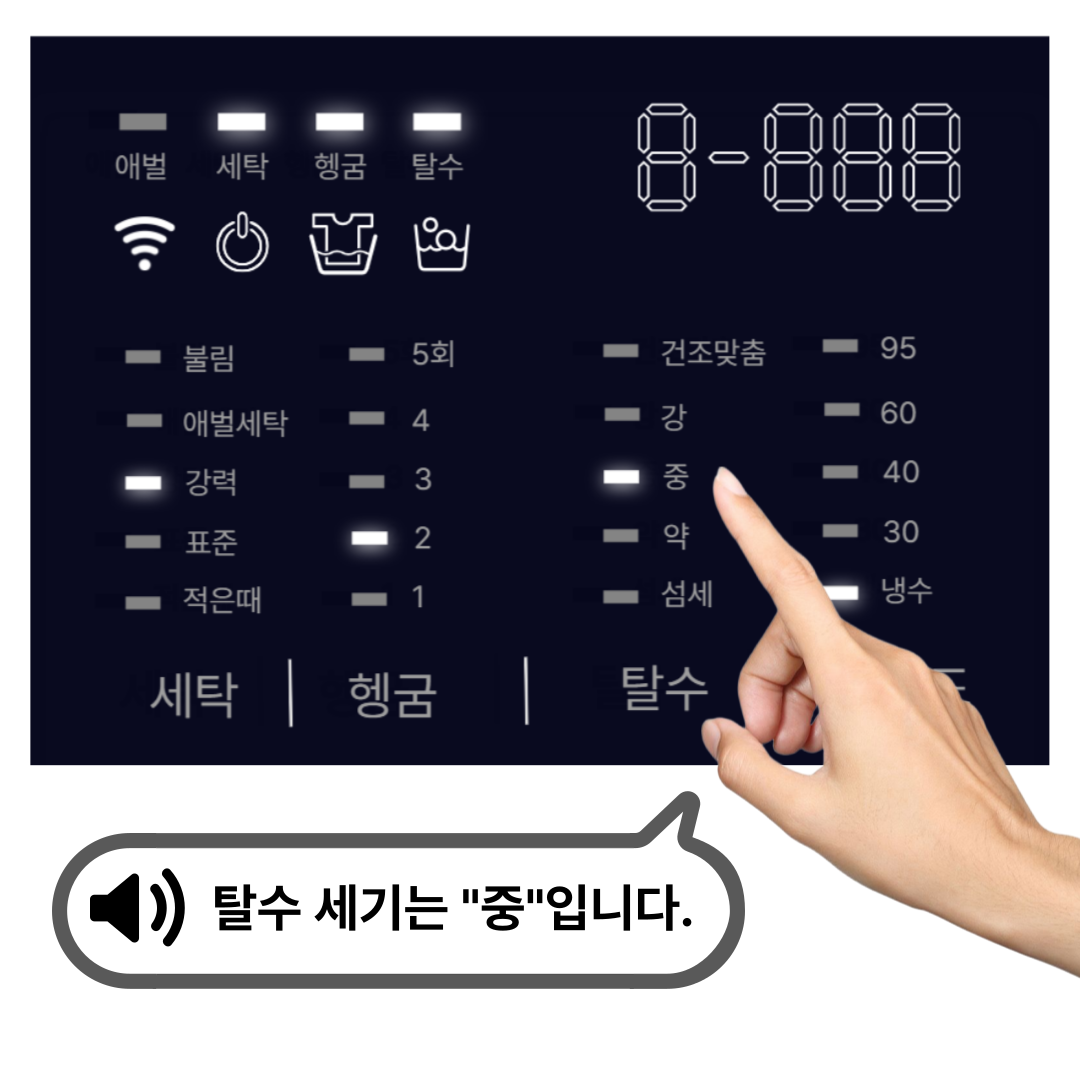 애벌 세탁 헹굼 탈수
8-888
불림 5회 건조맞춤 95
애벌세탁 4 강 60
강력 3 중 40
표준 2 약 30
적은때 1 섬세 냉수
세탁 헹굼 탈수
탈수 세기는 "중"입니다.